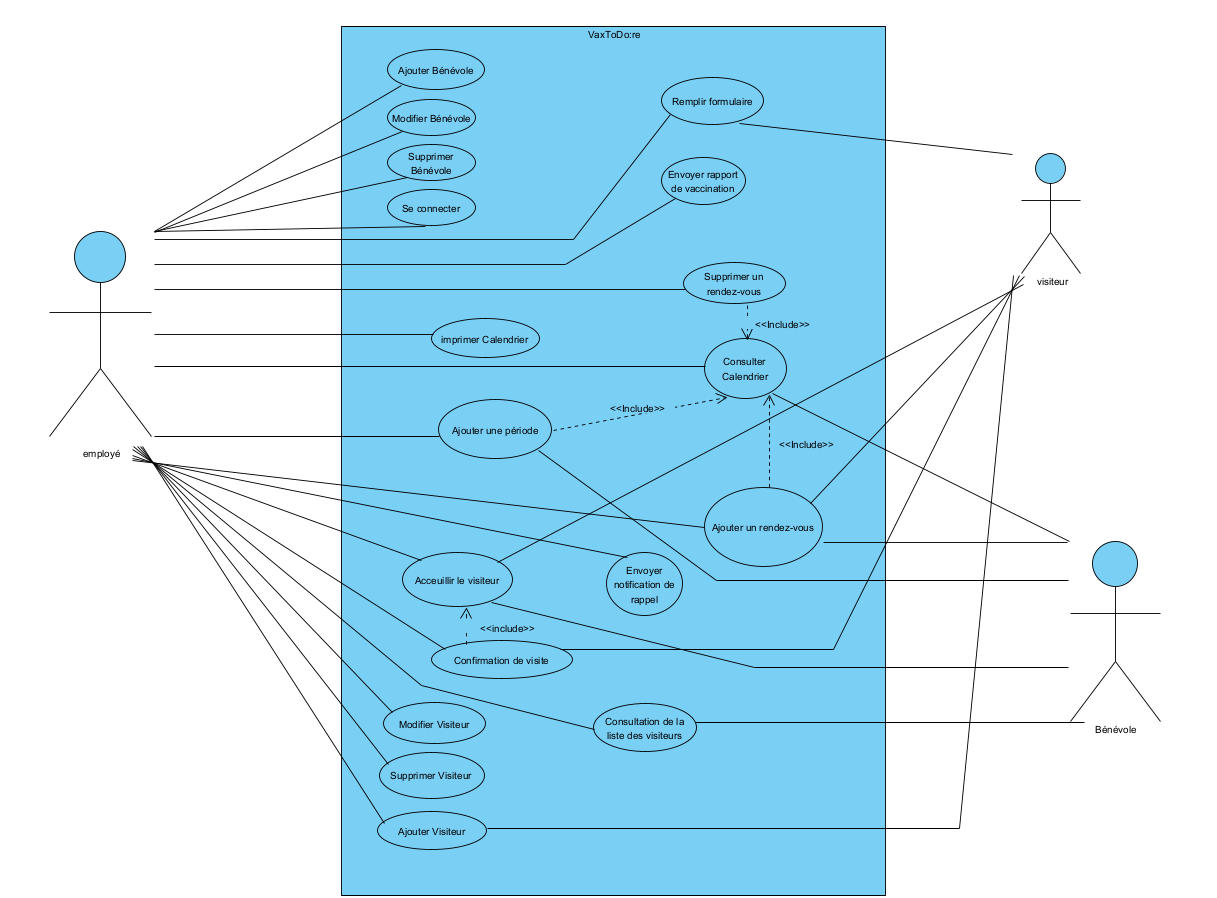 VaxToDo:re
Ajouter Bénévole
Modifier Bénévole
Supprimer
Bénévole
Se connecter
Remplir formulaire
Envoyer rapport
de vaccination
Supprimer un
rendez-vous
<<Include>>
imprimer Calendrier
Consulter
Calendrier
<<Include>>
Ajouter une période
<<Include>>
Ajouter un rendez-vous
Acceuillir le visiteur
Envoyer
notification de
rappel
<<include>>
Confirmation de visite
Modifier Visiteur
Consultation de la
liste des visiteurs
Supprimer Visiteur
Ajouter Visiteur
employé
visiteur
Bénévole